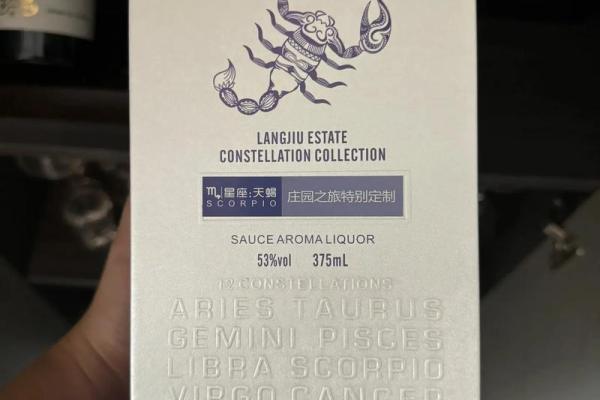 LANGJIU ESTATE
CONSTELLATION COLLECTION
♏ 星座:天蝎
SCORPIO
庄园之旅特别定制
SAUCE AROMA LIQUOR
53%vol 375mL
12 CONSTELLATIONS
ARIES TAURUS
GEMINI PISCES
LIBRA SCORPIO
VIRGO CANCER